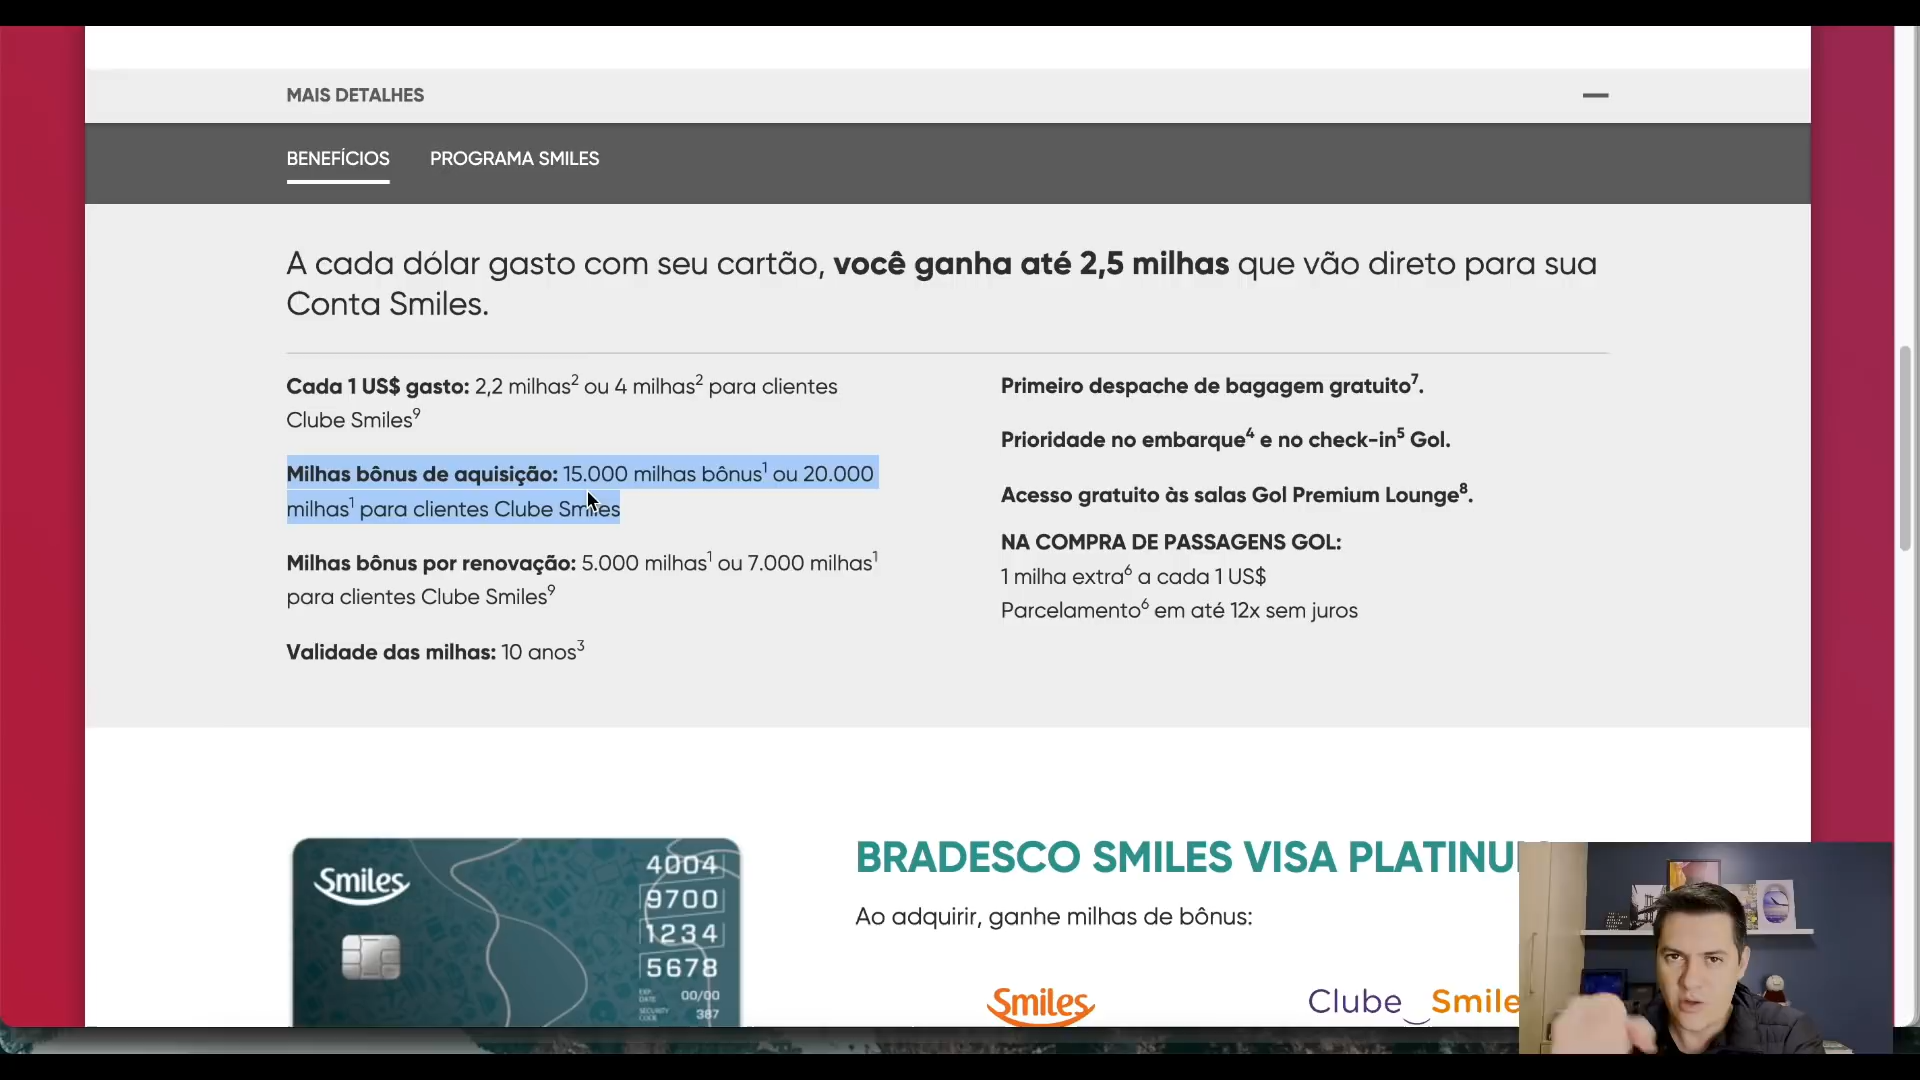 MAIS DETALHES
BENEFÍCIOS PROGRAMA SMILES
A cada dólar gasto com seu cartão, você ganha até 2,5 milhas que vão direto para sua
Conta Smiles.
Cada 1 US$ gasto: 2,2 milhas² ou 4 milhas² para clientes
Clube Smiles⁹
Milhas bônus de aquisição: 15.000 milhas bônus¹ ou 20.000
milhas¹ para clientes Clube Smiles
Milhas bônus por renovação: 5.000 milhas¹ ou 7.000 milhas¹
para clientes Clube Smiles⁹
Validade das milhas: 10 anos³
Primeiro despache de bagagem gratuito⁷.
Prioridade no embarque⁴ e no check-in⁵ Gol.
Acesso gratuito às salas Gol Premium Lounge⁸.
NA COMPRA DE PASSAGENS GOL:
1 milha extra⁶ a cada 1 US$
Parcelamento⁶ em até 12x sem juros
Smiles
4004
9700
1234
5678
EXP.
DATE
00/00
SECURITY
CODE
387
BRADESCO SMILES VISA PLATINU
Ao adquirir, ganhe milhas de bônus:
Smiles
Clube Smile